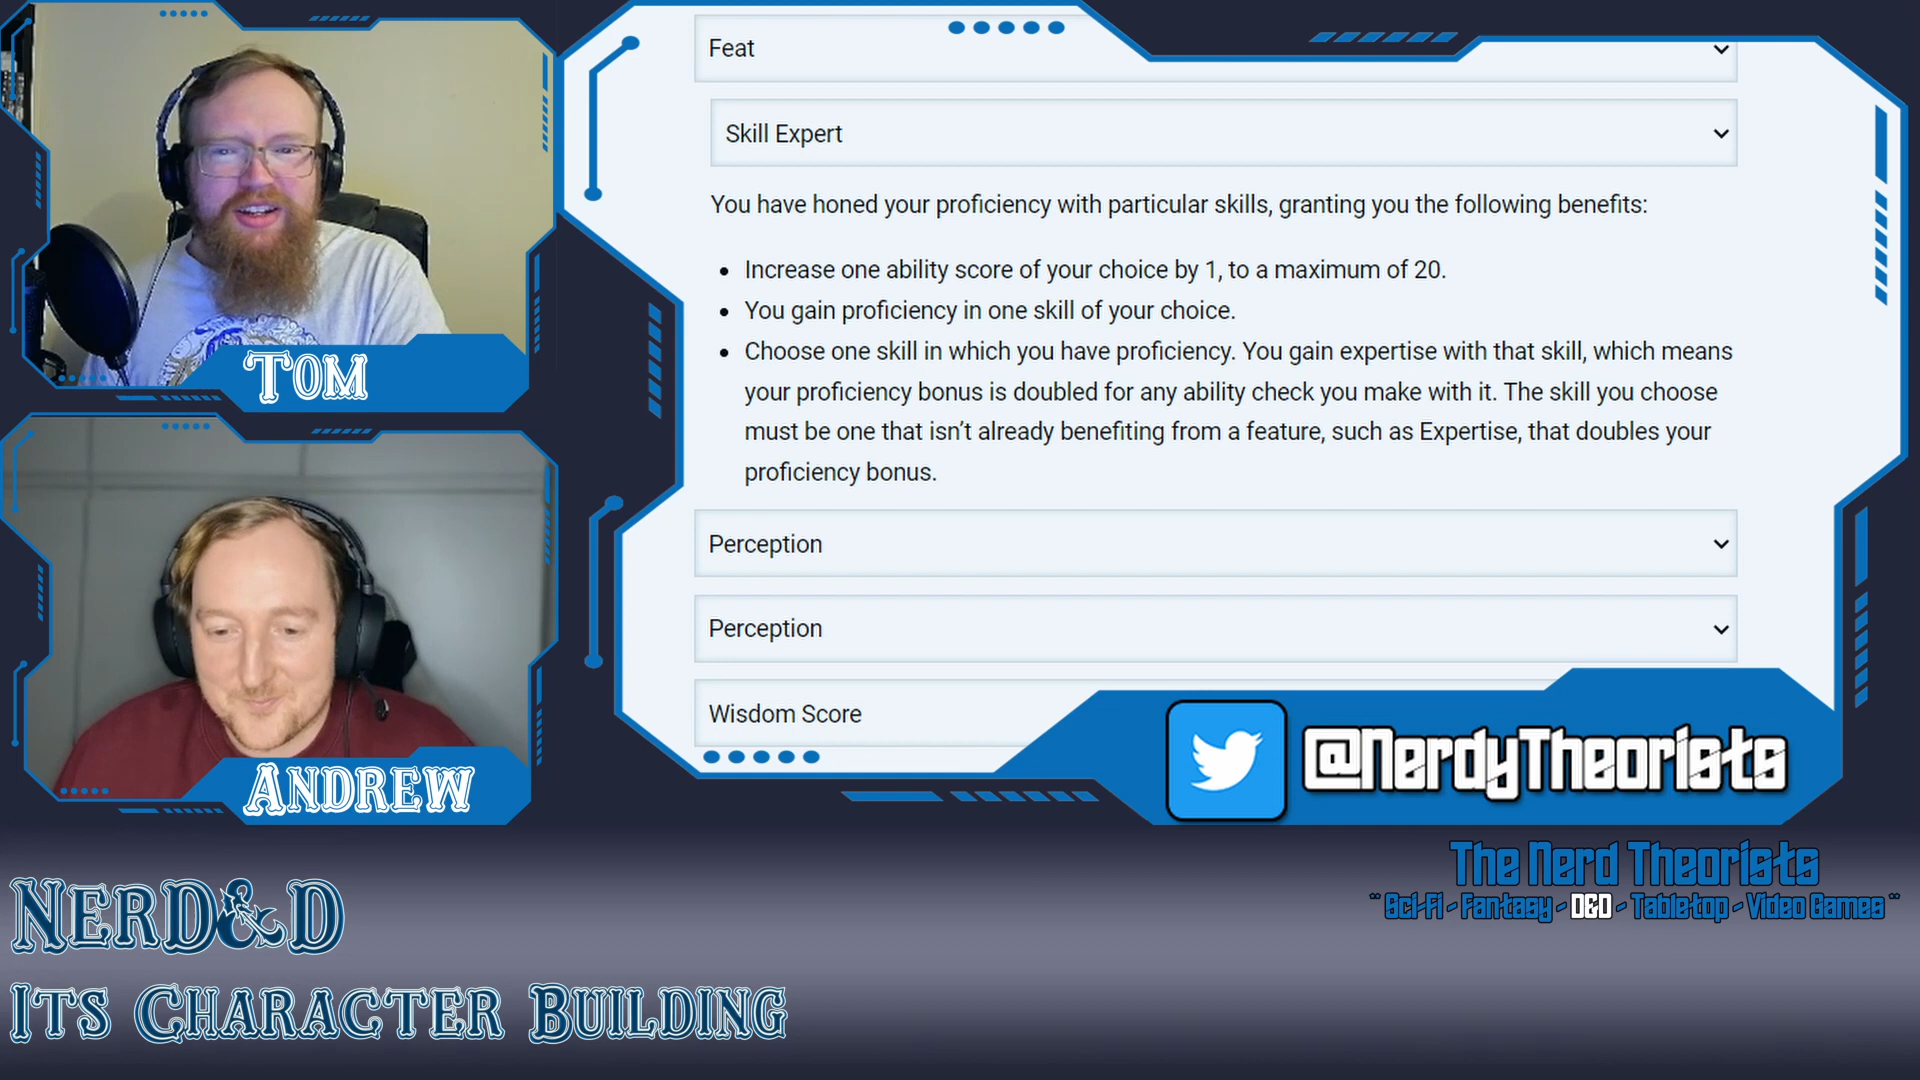 Feat
Skill Expert
You have honed your proficiency with particular skills, granting you the following benefits:
• Increase one ability score of your choice by 1, to a maximum of 20.
• You gain proficiency in one skill of your choice.
• Choose one skill in which you have proficiency. You gain expertise with that skill, which means
your proficiency bonus is doubled for any ability check you make with it. The skill you choose
must be one that isn't already benefiting from a feature, such as Expertise, that doubles your
proficiency bonus.
Perception
Perception
Wisdom Score
Tom
Andrew
@NerdyTheorists
The Nerd Theorists
¨ Sci-Fi - Fantasy - D&D - Tabletop - Video Games ¨
NerD&D
Its Character Building